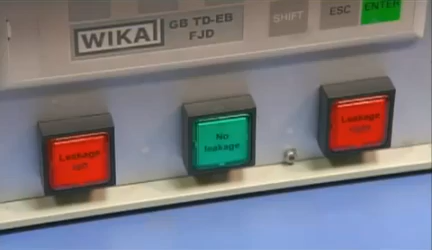 WIKA
GB TD-EB
FJD
SHIFT
ESC
ENTER
Leakage
No
leakage
Leakage